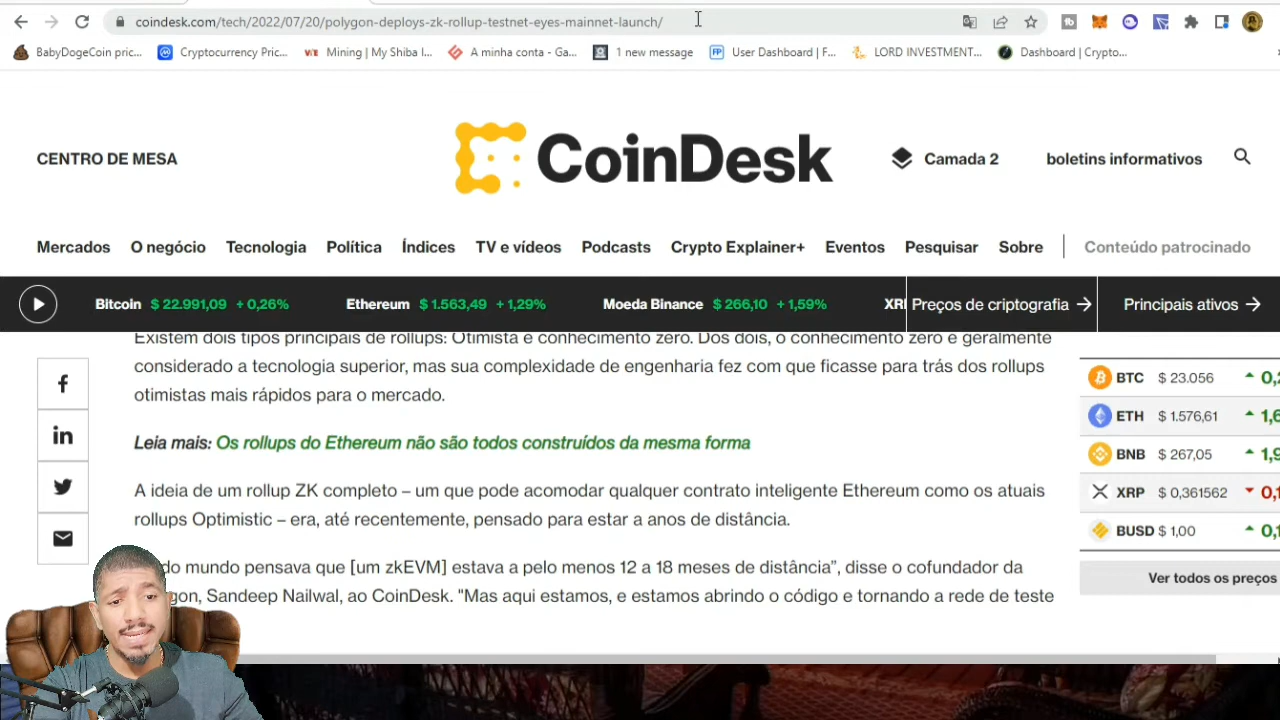 coindesk.com/tech/2022/07/20/polygon-deploys-zk-rollup-testnet-eyes-mainnet-launch/
BabyDogeCoin pric... Cryptocurrency Pric... Mining | My Shiba I... A minha conta - Ga... 1 new message User Dashboard | F... LORD INVESTMENT... Dashboard | Crypto...
CENTRO DE MESA
CoinDesk
Camada 2
boletins informativos
Mercados O negócio Tecnologia Política Índices TV e vídeos Podcasts Crypto Explainer+ Eventos Pesquisar Sobre Conteúdo patrocinado
Bitcoin $ 22.991,09 + 0,26% Ethereum $ 1.563,49 + 1,29% Moeda Binance $ 266,10 + 1,59% Preços de criptografia → Principais ativos →
Existem dois tipos principais de rollups: Otimista e conhecimento zero. Dos dois, o conhecimento zero é geralmente
considerado a tecnologia superior, mas sua complexidade de engenharia fez com que ficasse para trás dos rollups
otimistas mais rápidos para o mercado.
Leia mais: Os rollups do Ethereum não são todos construídos da mesma forma
A ideia de um rollup ZK completo – um que pode acomodar qualquer contrato inteligente Ethereum como os atuais
rollups Optimistic – era, até recentemente, pensado para estar a anos de distância.
do mundo pensava que [um zkEVM] estava a pelo menos 12 a 18 meses de distância”, disse o cofundador da
Sandeep Nailwal, ao CoinDesk. "Mas aqui estamos, e estamos abrindo o código e tornando a rede de teste
BTC $ 23.056
ETH $ 1.576,61
BNB $ 267,05
XRP $ 0,361562
BUSD $ 1,00
Ver todos os preços